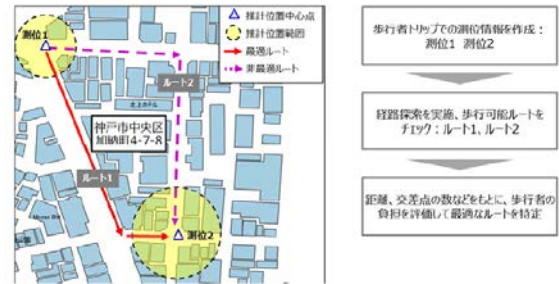 測位1
推計位置中心点
推計位置範囲
最適ルート
非最適ルート
ルート2
神戸市中央区
加納町4-7-8
ルート1
測位2
歩行者トリップでの測位情報を作成：
測位1 測位2
経路探索を実施、歩行可能ルートを
チェック：ルート1、ルート2
距離、交差点の数などをもとに、歩行者の
負担を評価して最適なルートを特定